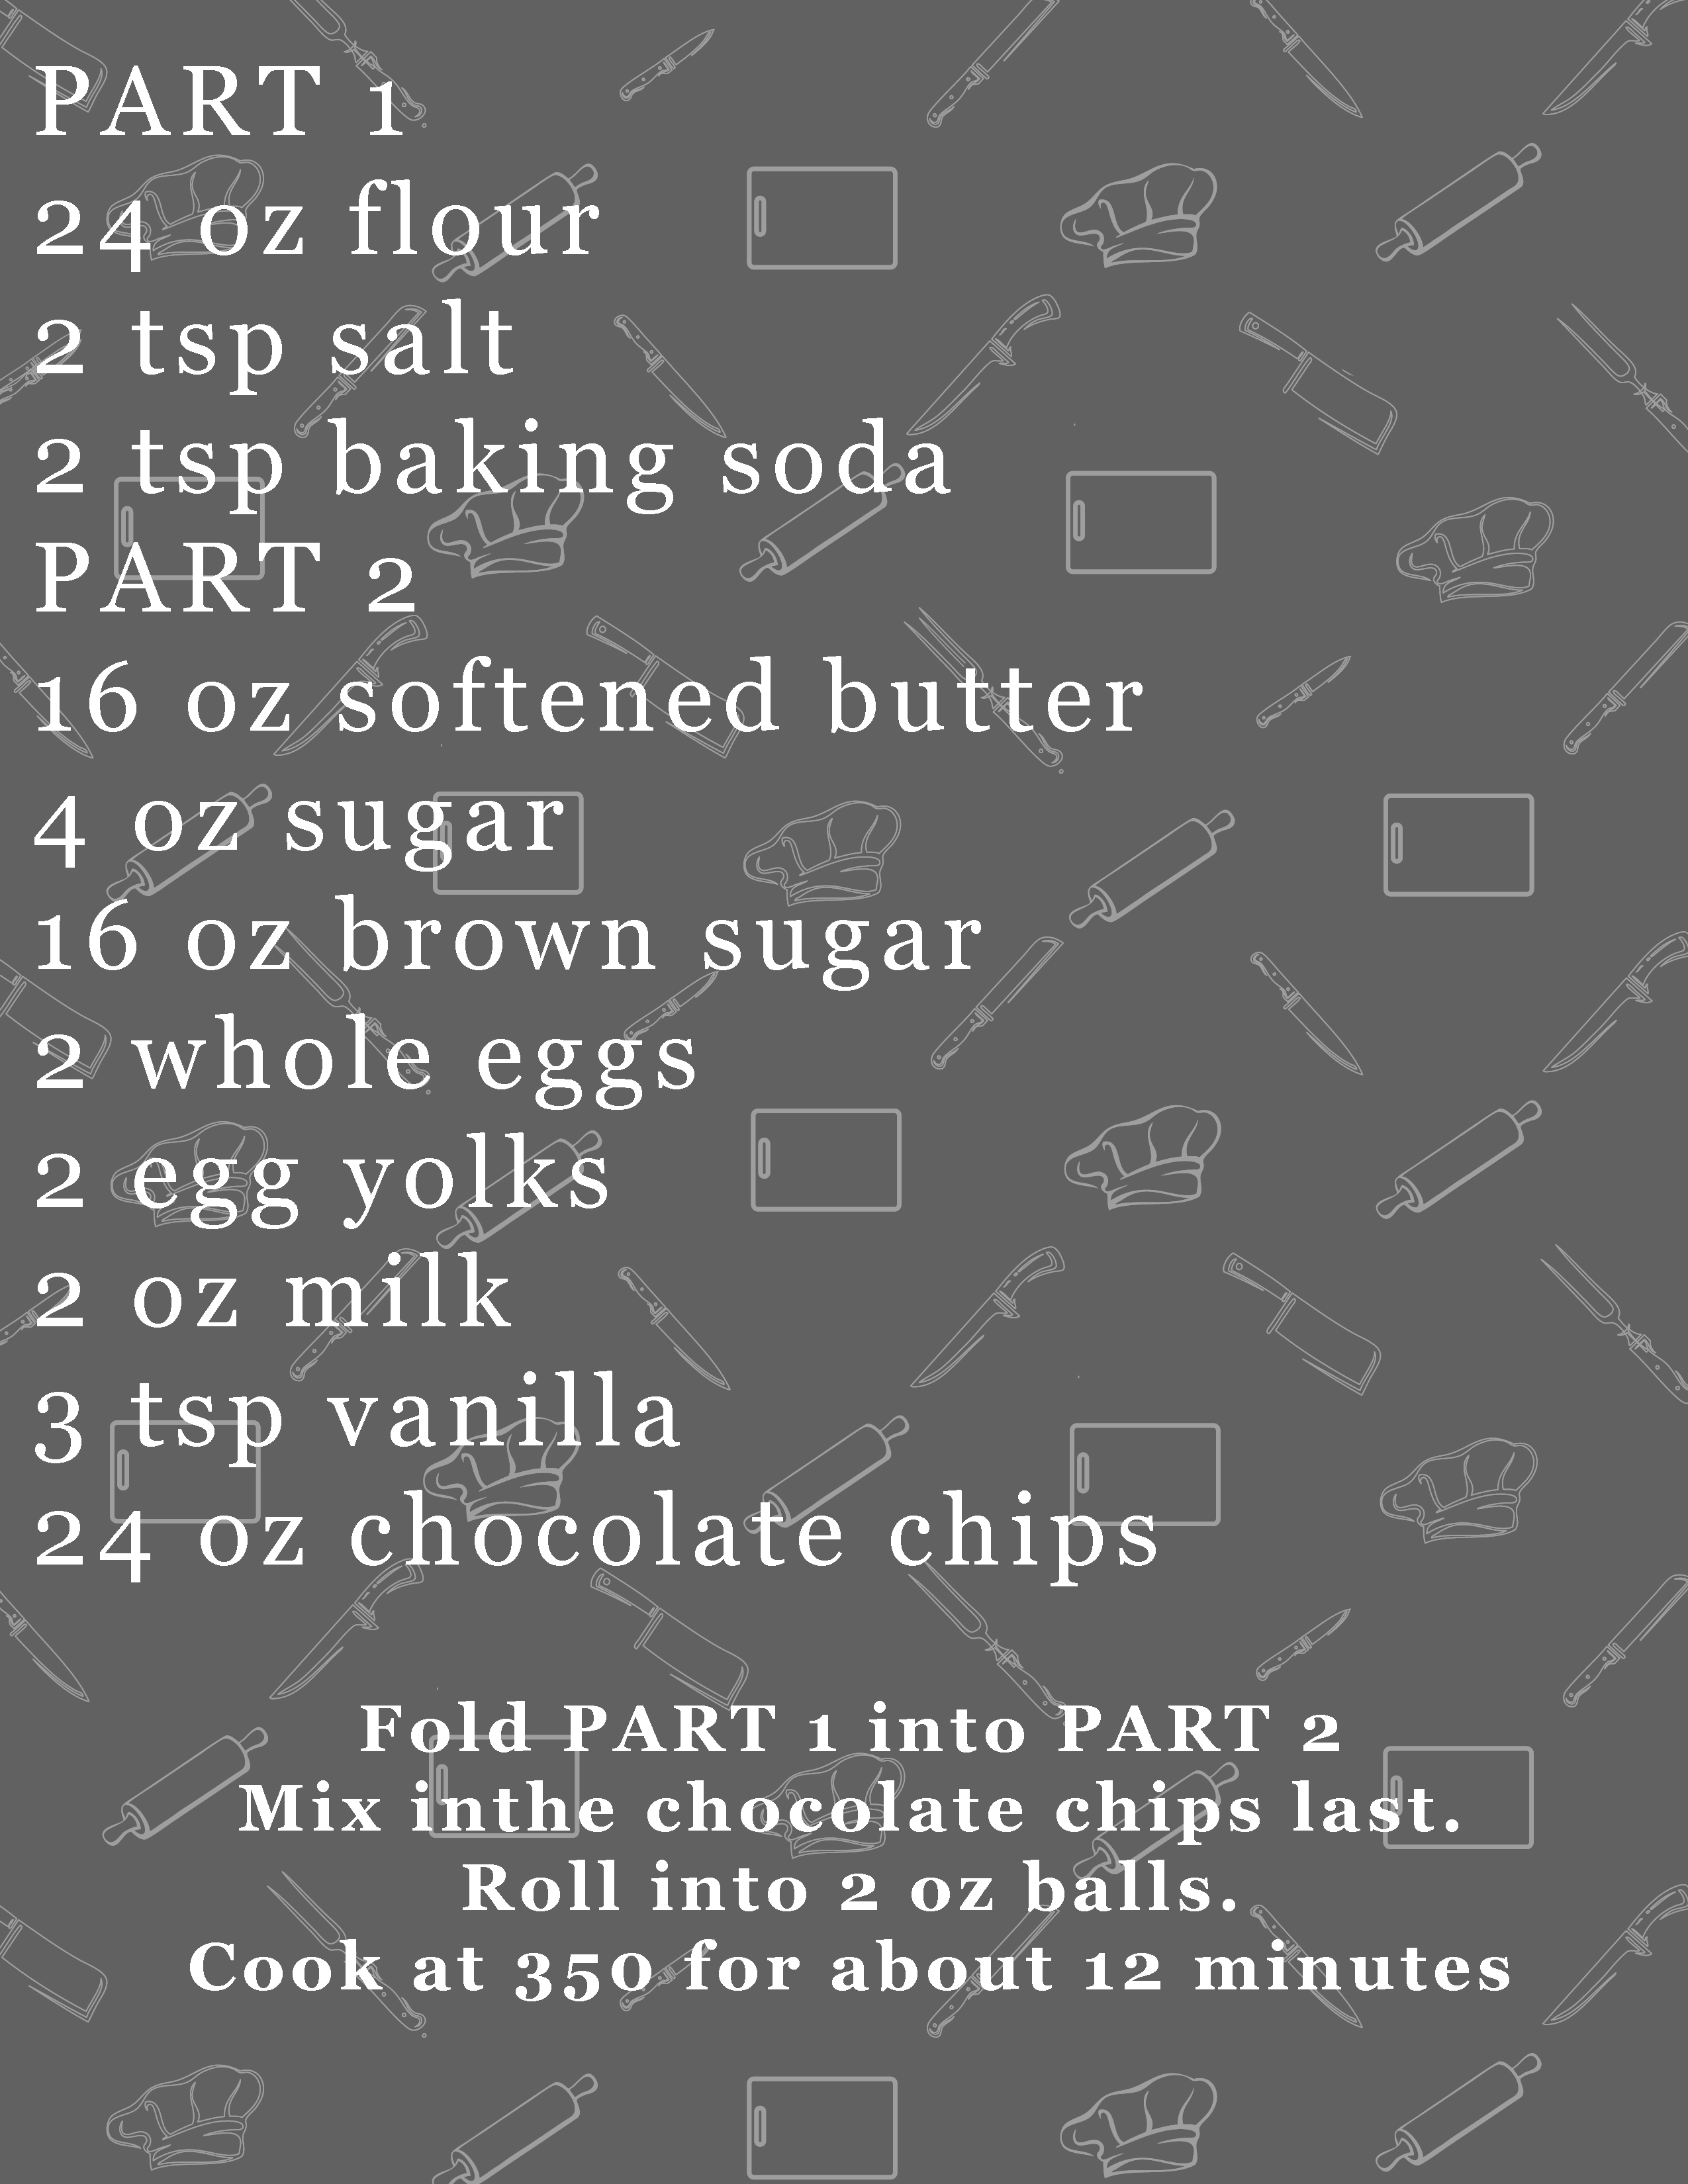 PART 1
24 oz flour
2 tsp salt
2 tsp baking soda
PART 2
16 oz softened butter
4 oz sugar
16 oz brown sugar
2 whole eggs
2 egg yolks
2 oz milk
3 tsp vanilla
24 oz chocolate chips
Fold PART 1 into PART 2
Mix inthe chocolate chips last.
Roll into 2 oz balls.
Cook at 350 for about 12 minutes